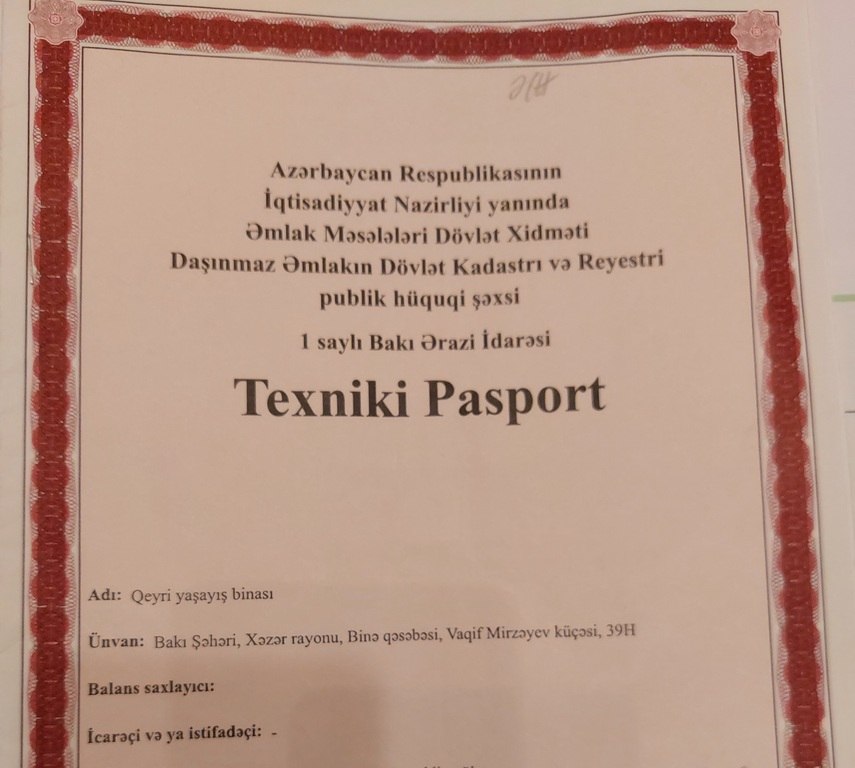 Azərbaycan Respublikasının
İqtisadiyyat Nazirliyi yanında
Əmlak Məsələləri Dövlət Xidməti
Daşınmaz Əmlakın Dövlət Kadastrı və Reyestri
publik hüquqi şəxsi
1 saylı Bakı Ərazi İdarəsi
Texniki Pasport
Adı: Qeyri yaşayış binası
Ünvan: Bakı Şəhəri, Xəzər rayonu, Binə qəsəbəsi, Vaqif Mirzəyev küçəsi, 39H
Balans saxlayıcı:
İcarəçi və ya istifadəçi: -